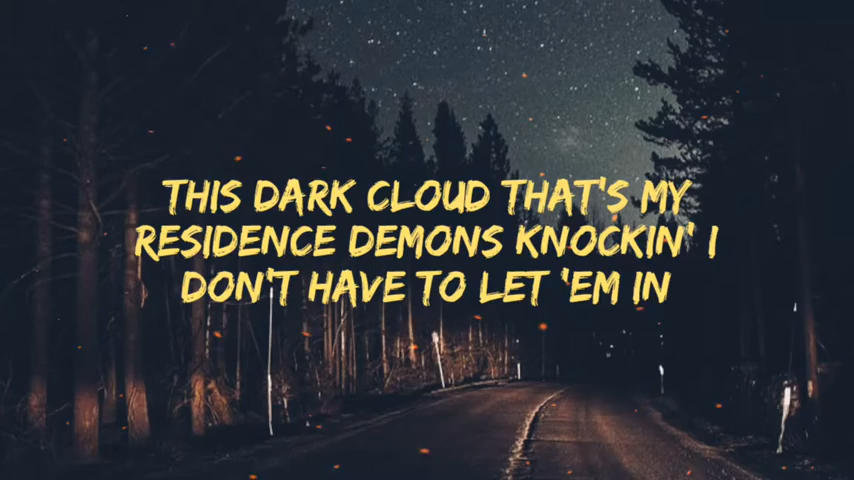 THIS DARK CLOUD THAT'S MY
RESIDENCE DEMONS KNOCKIN' I
DON'T HAVE TO LET 'EM IN